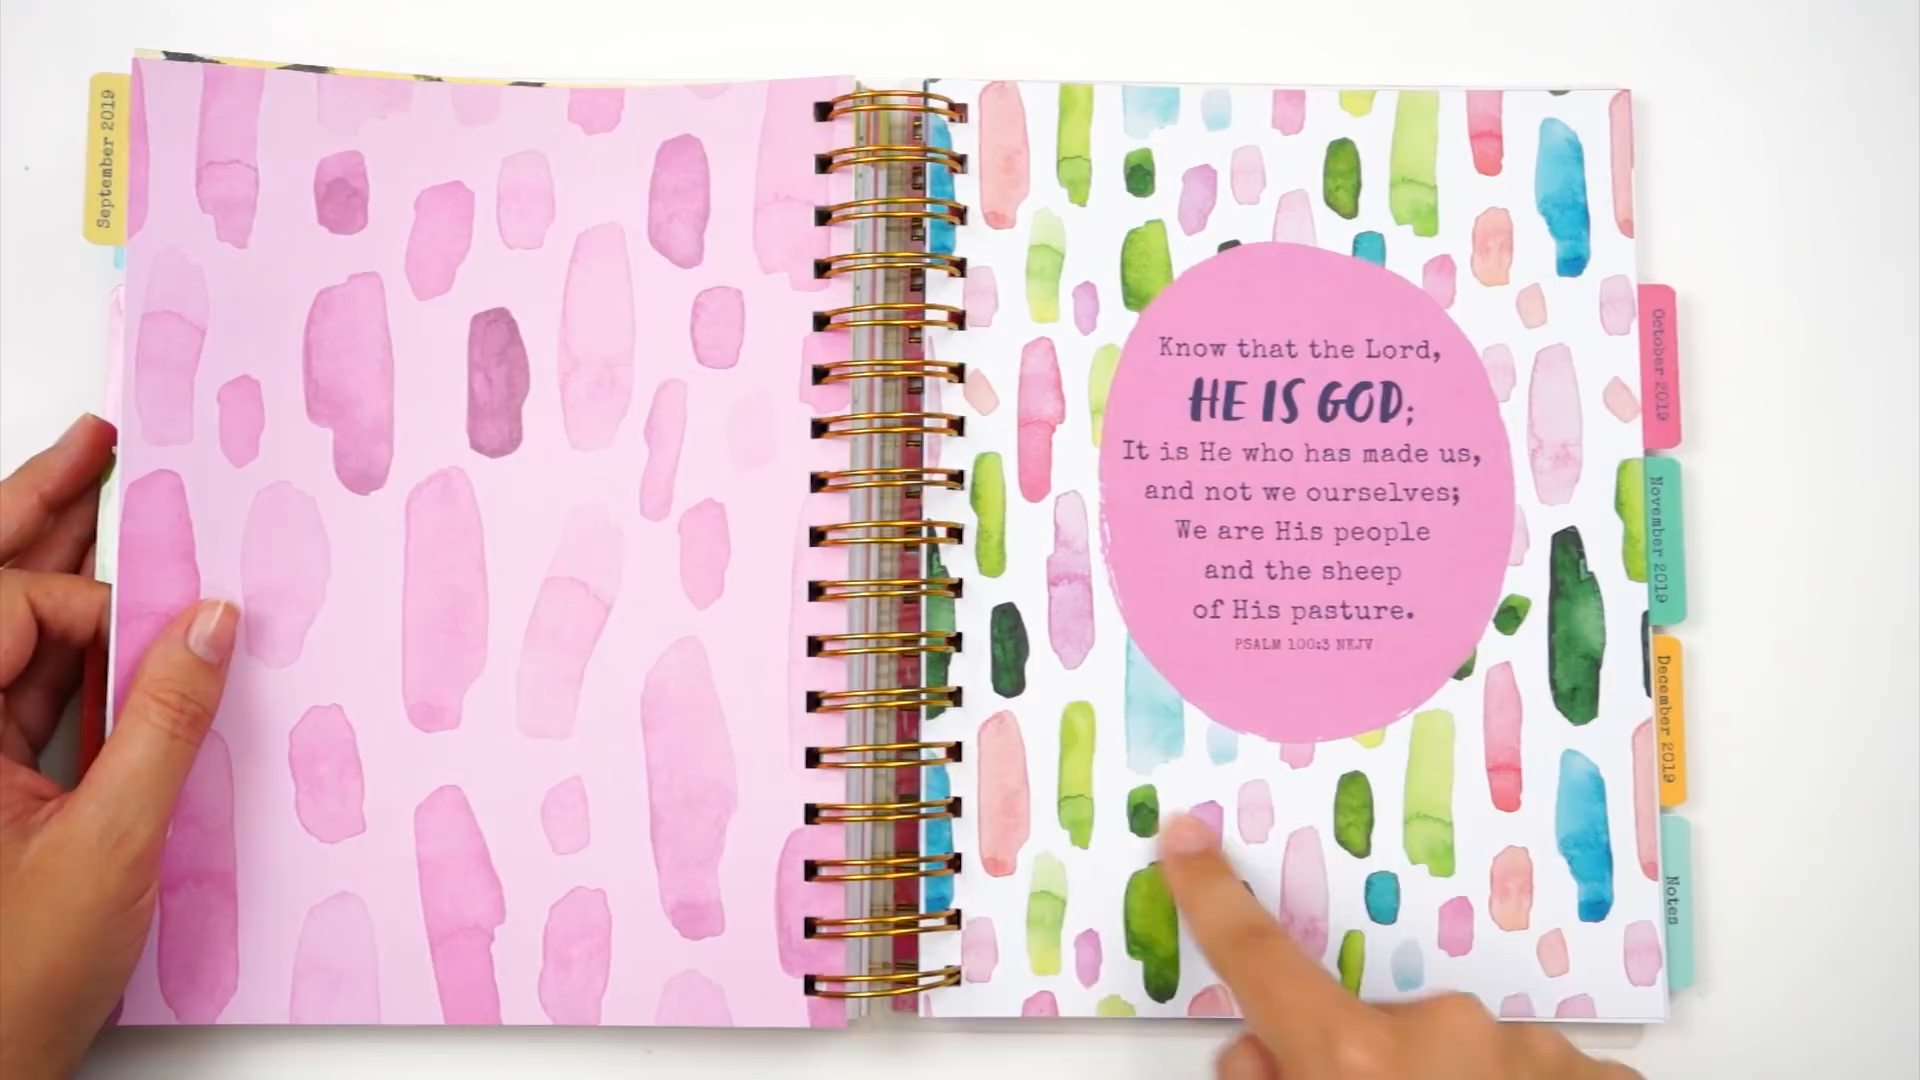 September 2019
Know that the Lord,
HE IS GOD;
It is He who has made us,
and not we ourselves;
We are His people
and the sheep
of His pasture.
PSALM 100:3 NKJV
October 2019
November 2019
December 2019
Notes